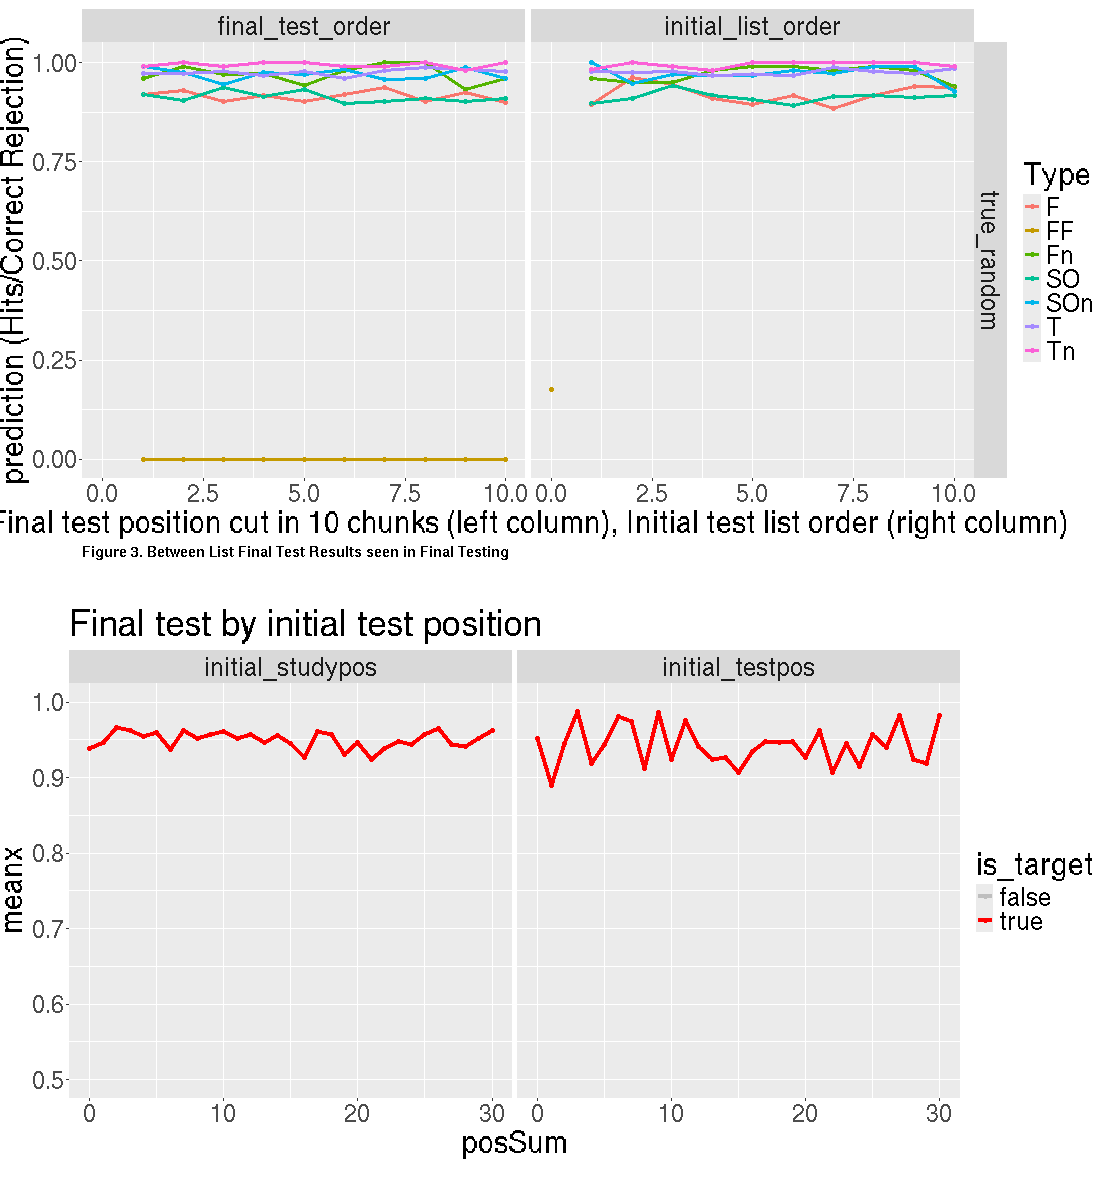 final_test_order
initial_list_order
prediction (Hits/Correct Rejection)
1.00
0.75
0.50
0.25
0.00
true_random
Type
F
FF
Fn
SO
SOn
T
Tn
0.0 2.5 5.0 7.5 10.0 0.0 2.5 5.0 7.5 10.0
Final test position cut in 10 chunks (left column), Initial test list order (right column)
Figure 3. Between List Final Test Results seen in Final Testing
Final test by initial test position
initial_studypos
initial_testpos
meanx
1.0
0.9
0.8
0.7
0.6
0.5
is_target
false
true
0 10 20 30 0 10 20 30
posSum